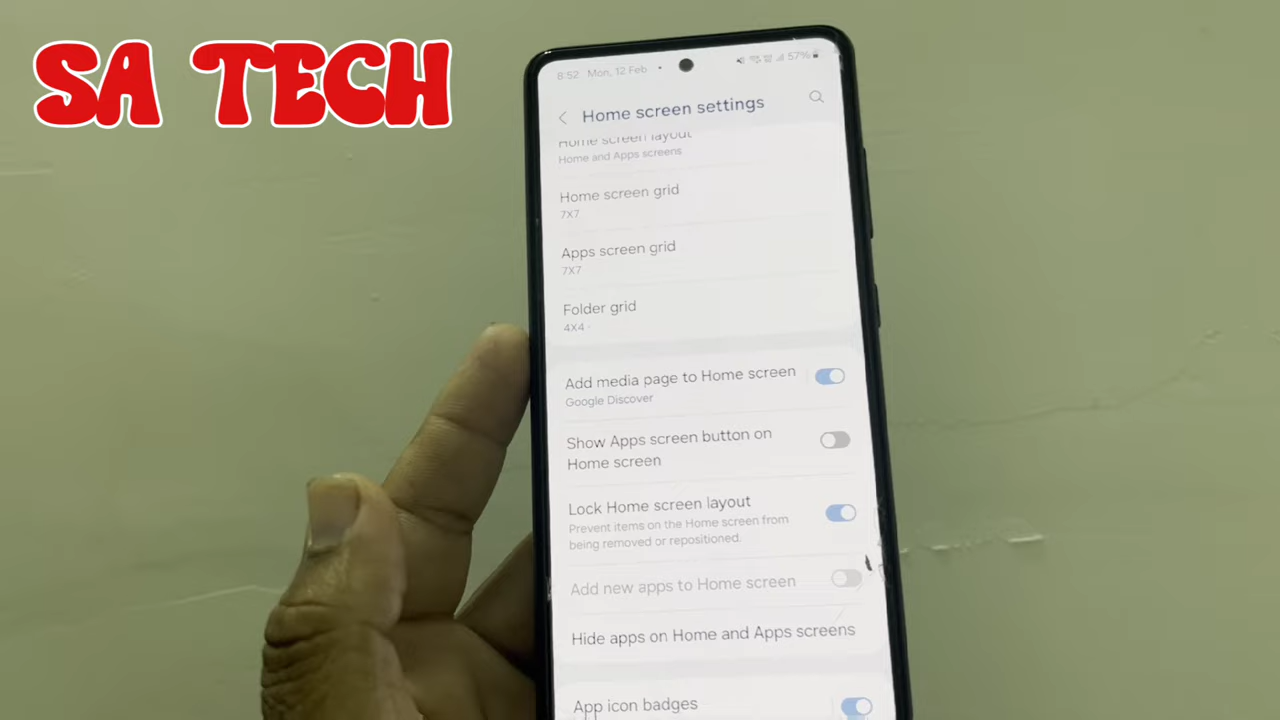 SA TECH
8:52 Mon, 12 Feb
57%
Home screen settings
Home screen layout
Home and Apps screens
Home screen grid
7X7
Apps screen grid
7X7
Folder grid
4X4
Add media page to Home screen
Google Discover
Show Apps screen button on
Home screen
Lock Home screen layout
Prevent items on the Home screen from
being removed or repositioned.
Add new apps to Home screen
Hide apps on Home and Apps screens
App icon badges